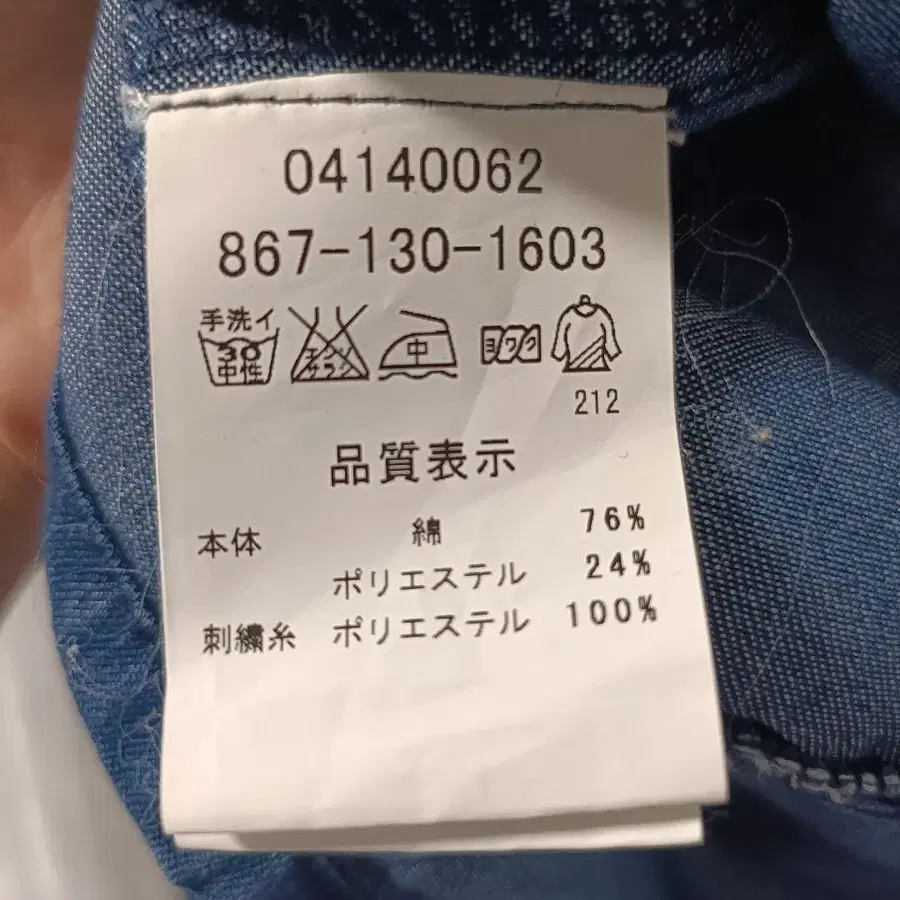 04140062
867-130-1603
手洗イ
30
中性
エンソ
サラシ
中
ヨワク
212
品質表示
本体 綿 76%
ポリエステル 24%
刺繍糸 ポリエステル 100%